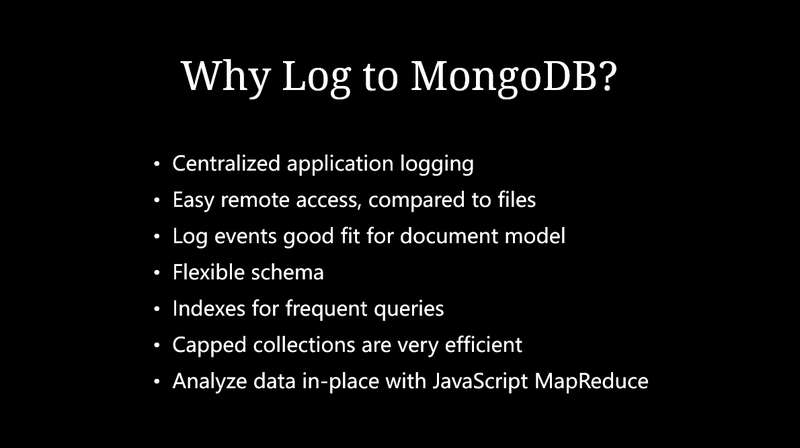 Why Log to MongoDB?
• Centralized application logging
• Easy remote access, compared to files
• Log events good fit for document model
• Flexible schema
• Indexes for frequent queries
• Capped collections are very efficient
• Analyze data in-place with JavaScript MapReduce